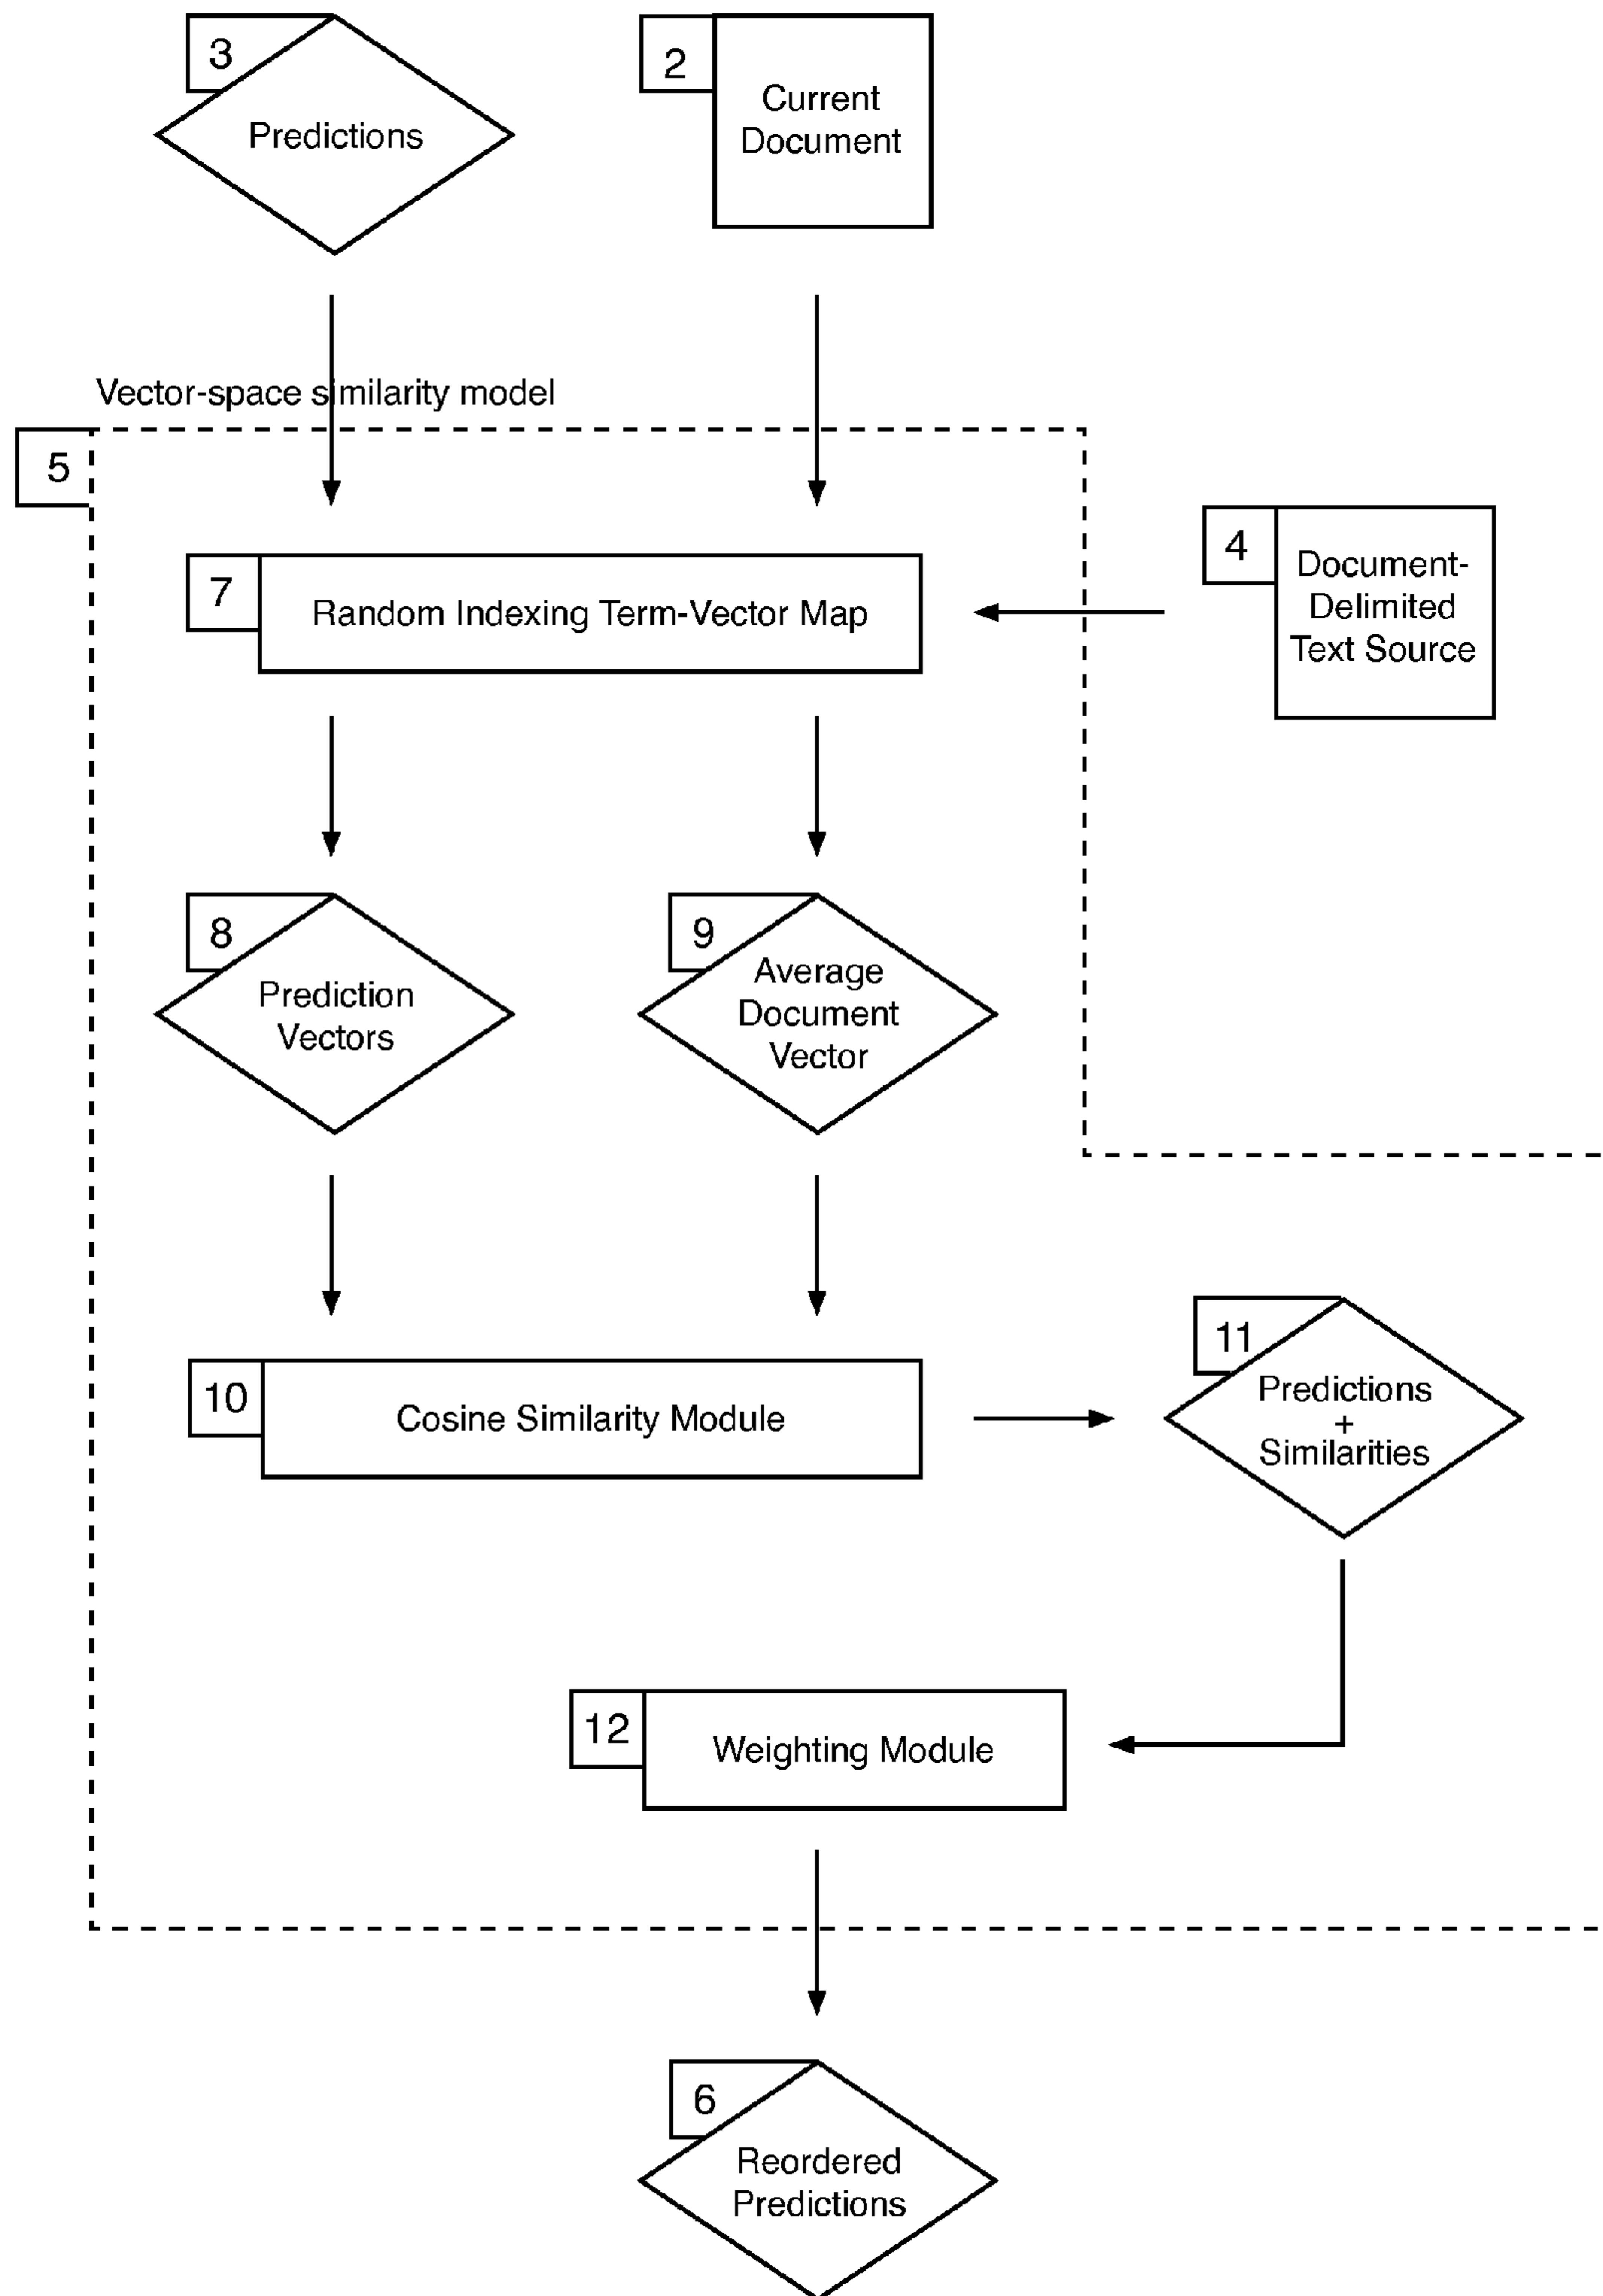 3
Predictions
2
Current
Document
Vector-space similarity model
5
7
Random Indexing Term-Vector Map
4
Document-
Delimited
Text Source
8
Prediction
Vectors
9
Average
Document
Vector
10
Cosine Similarity Module
11
Predictions
+
Similarities
12
Weighting Module
6
Reordered
Predictions